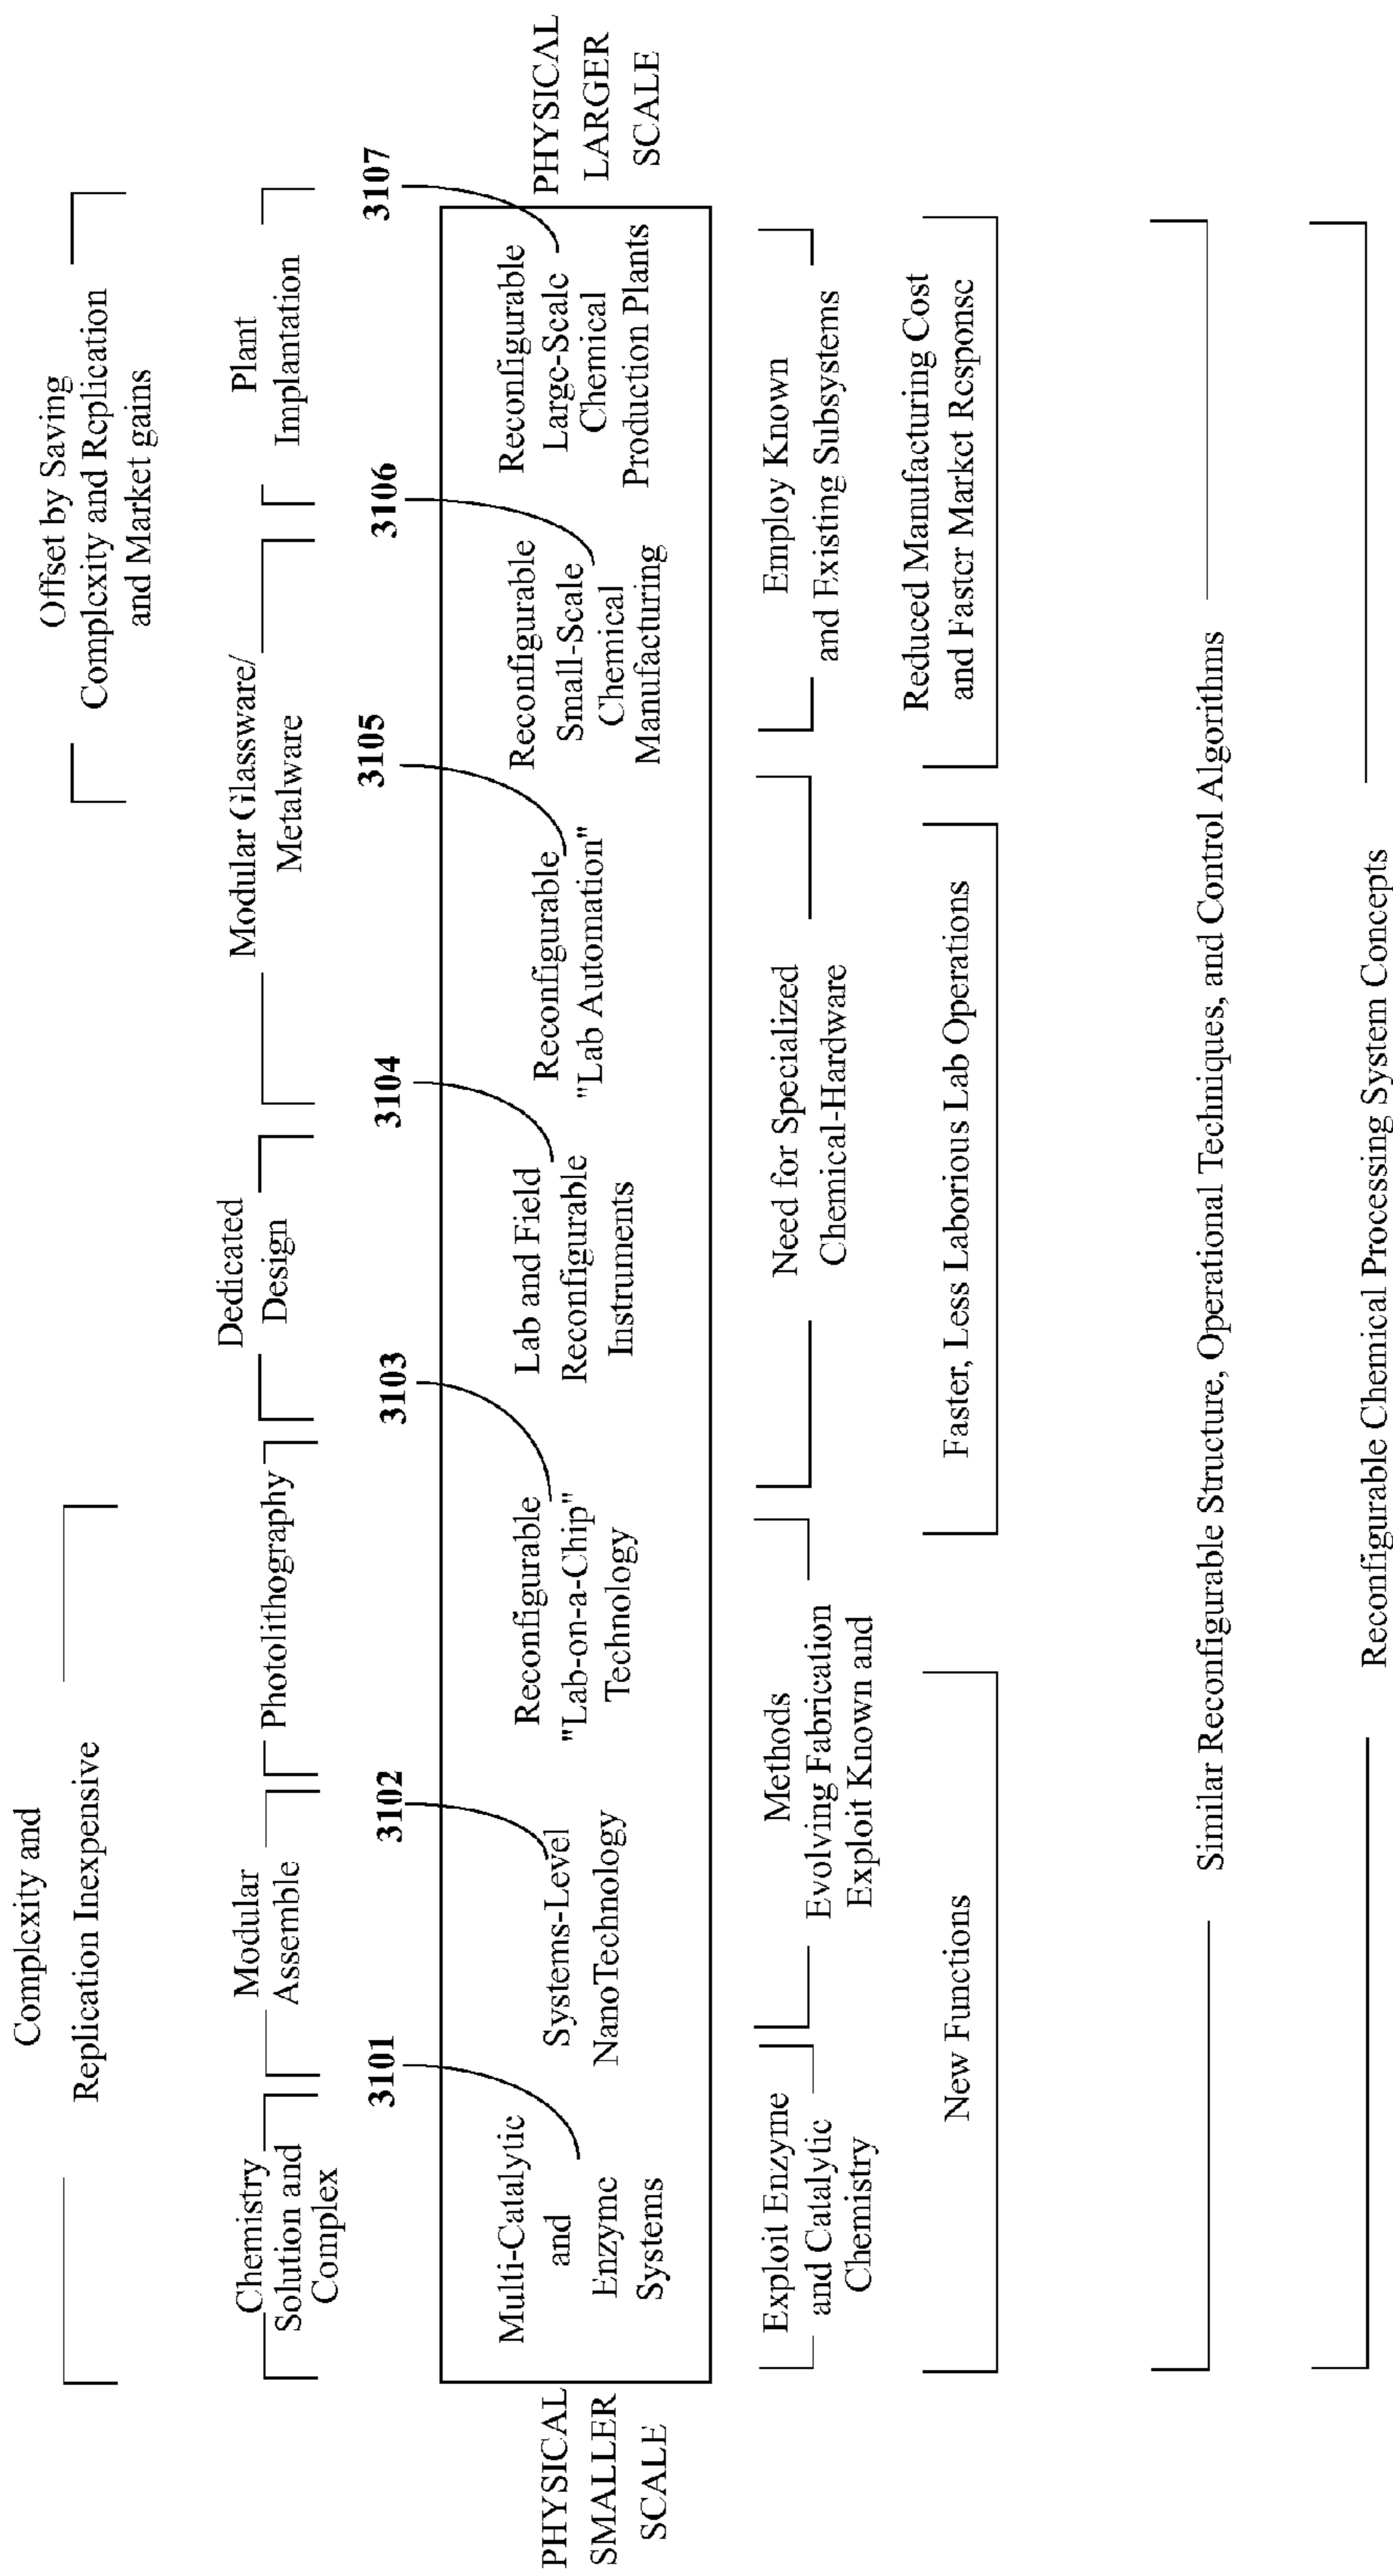 Complexity and
Replication Inexpensive
Offset by Saving
Complexity and Replication
and Market gains
Chemistry
Solution and
Complex
Modular
Assemble
Photolithography
Dedicated
Design
Modular Glassware/
Metalware
Plant
Implantation
3101
3102
3103
3104
3105
3106
3107
PHYSICAL
SMALLER
SCALE
Multi-Catalytic
and
Enzyme
Systems
Systems-Level
NanoTechnology
Reconfigurable
"Lab-on-a-Chip"
Technology
Lab and Field
Reconfigurable
Instruments
Reconfigurable
"Lab Automation"
Reconfigurable
Small-Scale
Chemical
Manufacturing
Reconfigurable
Large-Scale
Chemical
Production Plants
PHYSICAL
LARGER
SCALE
Exploit Enzyme
and Catalytic
Chemistry
Methods
Evolving Fabrication
Exploit Known and
Need for Specialized
Chemical-Hardware
Employ Known
and Existing Subsystems
New Functions
Faster, Less Laborious Lab Operations
Reduced Manufacturing Cost
and Faster Market Response
Similar Reconfigurable Structure, Operational Techniques, and Control Algorithms
Reconfigurable Chemical Processing System Concepts